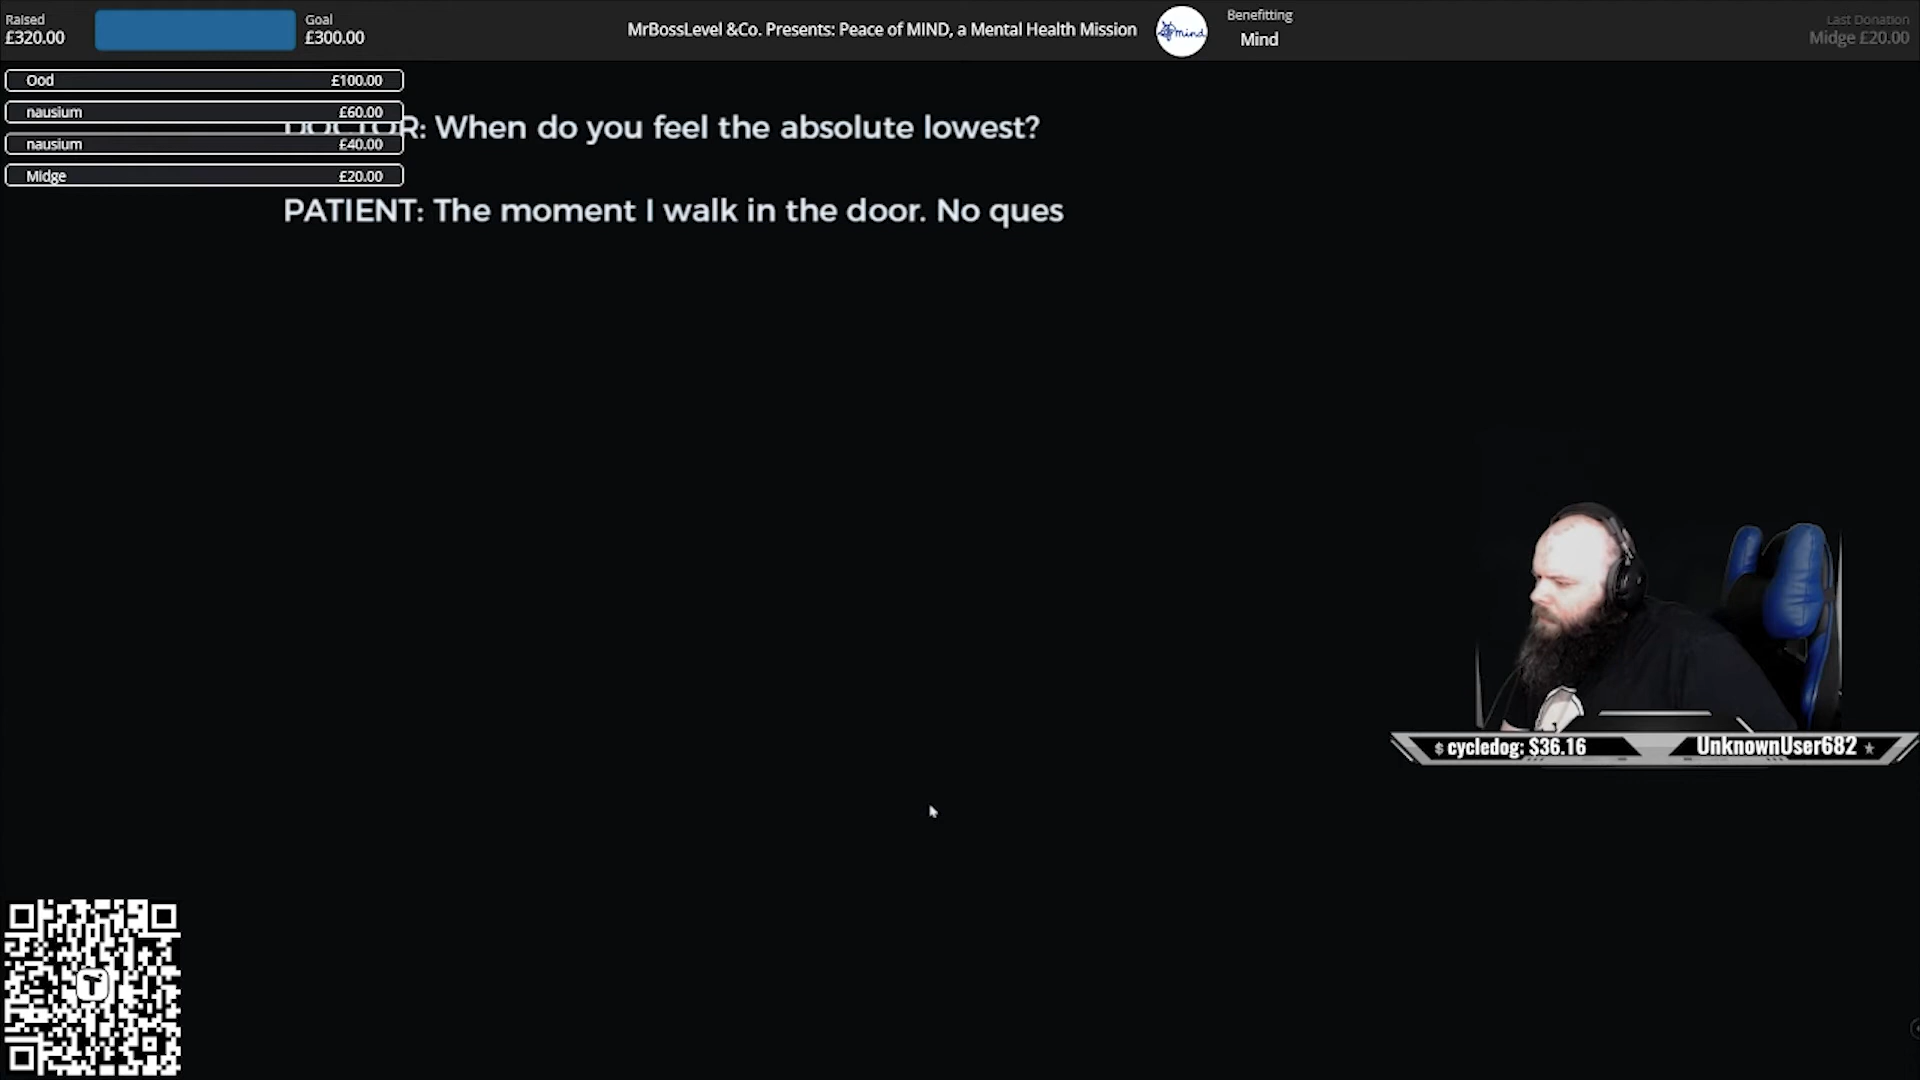 Raised
£320.00
Goal
£300.00
MrBossLevel &Co. Presents: Peace of MIND, a Mental Health Mission
mind
Benefitting
Mind
Last Donation
Midge £20.00
Ood £100.00
nausium £60.00
nausium £40.00
Midge £20.00
DOCTOR: When do you feel the absolute lowest?
PATIENT: The moment I walk in the door. No ques
$ cycledog: $36.16
UnknownUser682